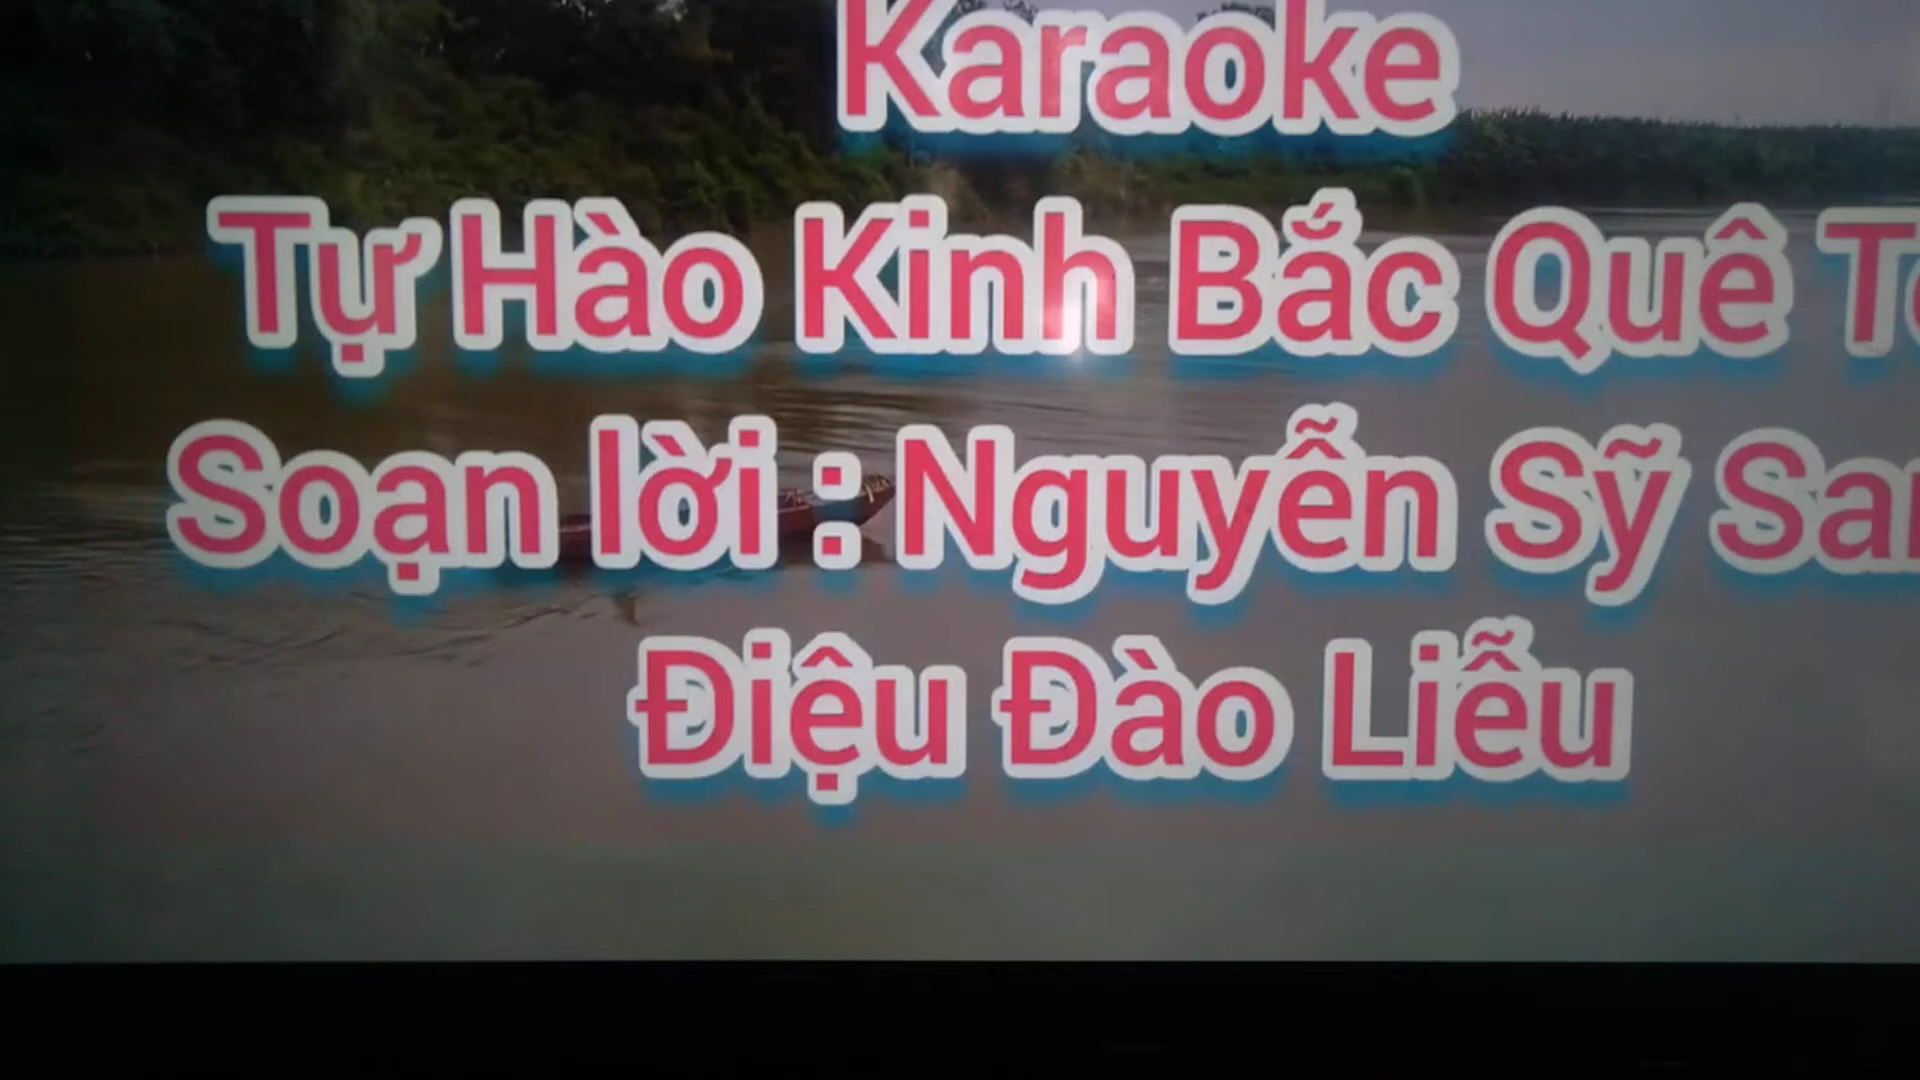 Karaoke
Tự Hào Kinh Bắc Quê
Soạn lời : Nguyễn Sỹ
Điệu Đào Liễu